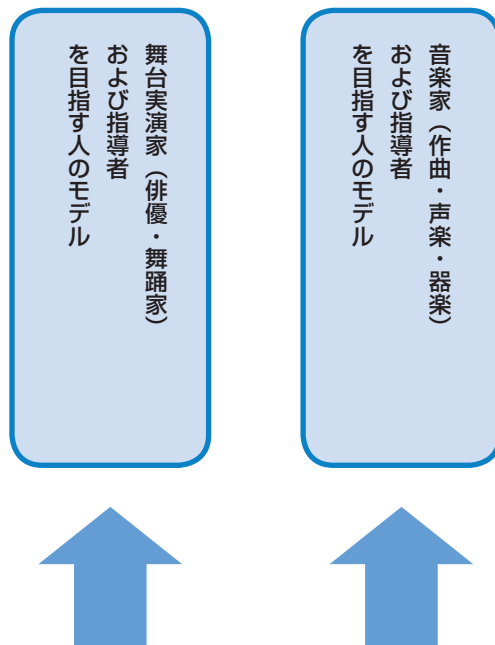 音楽家（作曲・声楽・器楽）
および指導者
を目指す人のモデル
舞台実演家（俳優・舞踊家）
および指導者
を目指す人のモデル